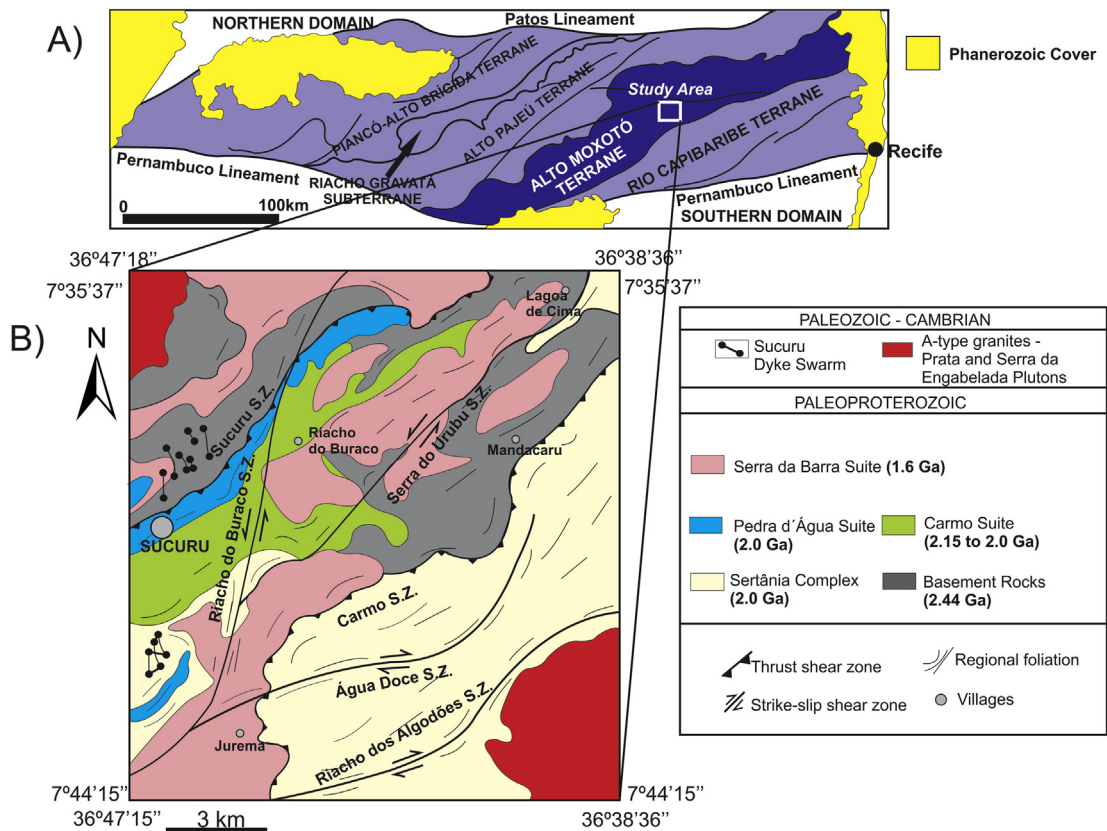 A)
NORTHERN DOMAIN
Patos Lineament
PIANCÓ-ALTO BRÍGIDA TERRANE
ALTO PAJEÚ TERRANE
Study Area
ALTO MOXOTÓ
TERRANE
RIO CAPIBARIBE TERRANE
Pernambuco Lineament
RIACHO GRAVATÁ
SUBTERRANE
Pernambuco Lineament
SOUTHERN DOMAIN
Recife
0
100km
Phanerozoic Cover
36º47'18''
36º38'36''
7º35'37''
7º35'37''
B)
N
Lagoa
de Cima
Sucuru S.Z.
Riacho
do Buraco
Serra do Urubu S.Z.
Mandacaru
Riacho do Buraco S.Z.
SUCURU
Carmo S.Z.
Água Doce S.Z.
Riacho dos Algodões S.Z.
Jurema
7º44'15''
7º44'15''
36º47'15''
36º38'36''
3 km
PALEOZOIC - CAMBRIAN
Sucuru
Dyke Swarm
A-type granites -
Prata and Serra da
Engabelada Plutons
PALEOPROTEROZOIC
Serra da Barra Suite (1.6 Ga)
Pedra d´Água Suite
(2.0 Ga)
Carmo Suite
(2.15 to 2.0 Ga)
Sertânia Complex
(2.0 Ga)
Basement Rocks
(2.44 Ga)
Thrust shear zone
Regional foliation
Strike-slip shear zone
Villages